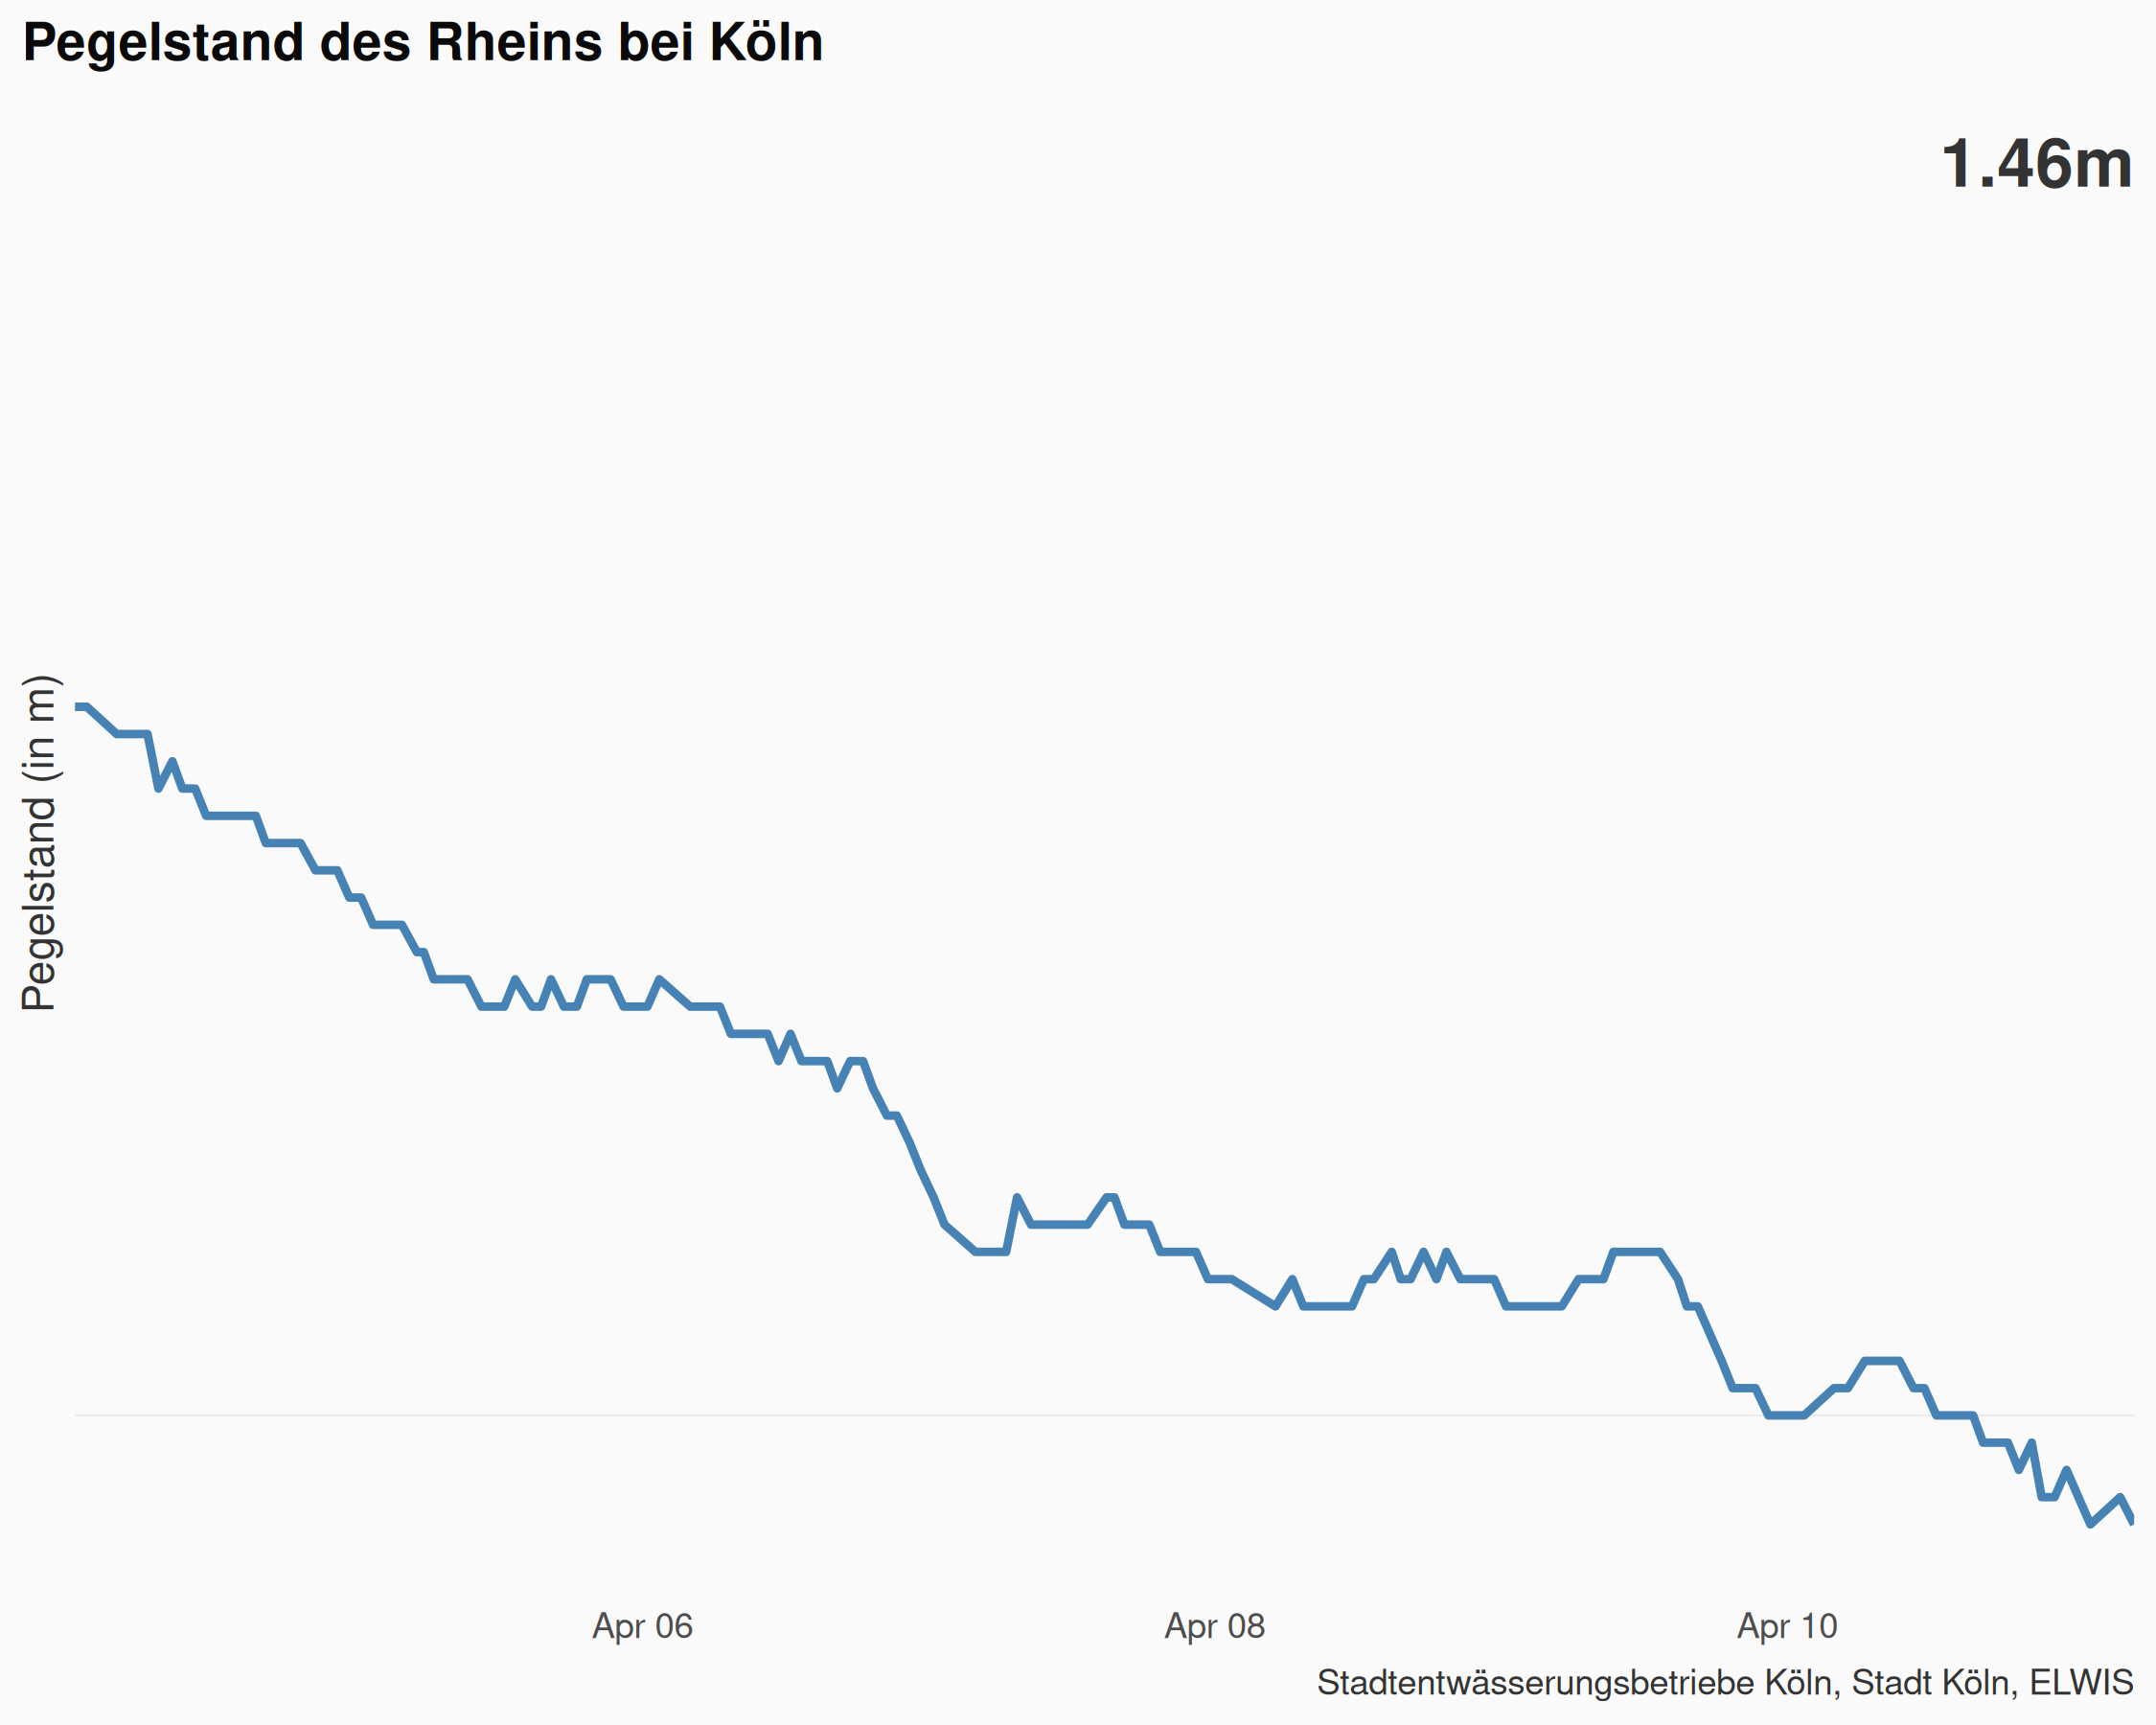 Pegelstand des Rheins bei Köln
1.46m
Pegelstand (in m)
Apr 06
Apr 08
Apr 10
Stadtentwässerungsbetriebe Köln, Stadt Köln, ELWIS